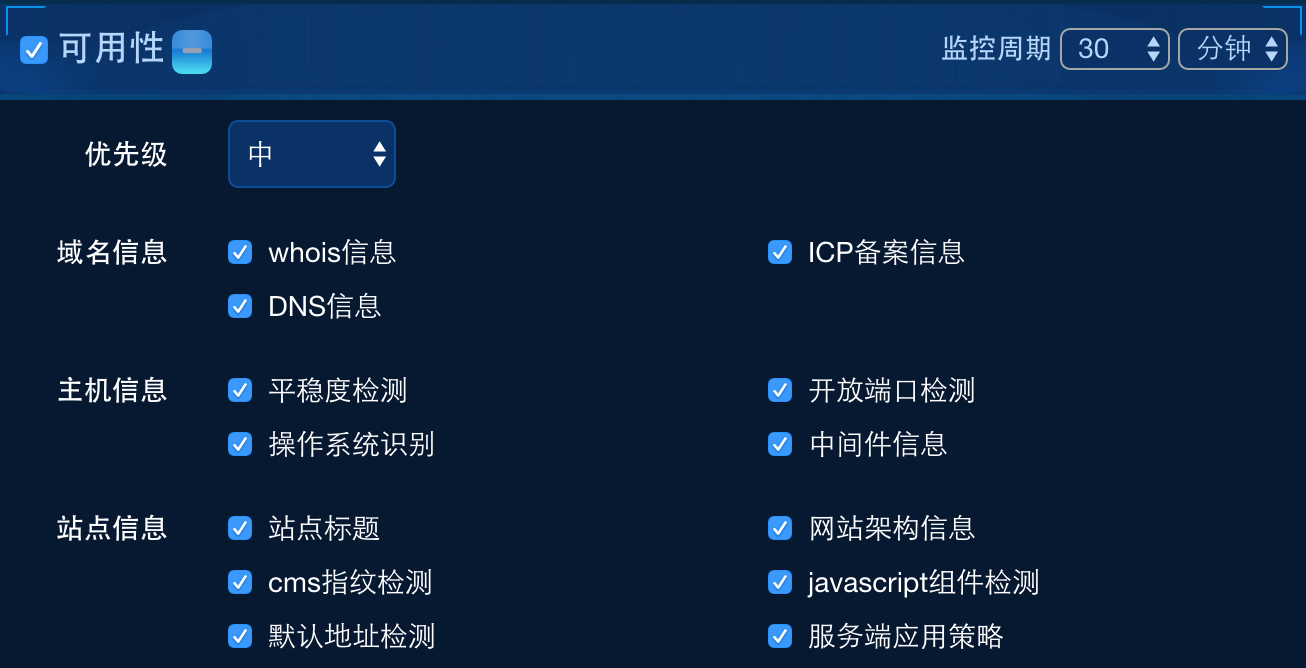 可用性 监控周期 30 分钟
优先级 中
域名信息 whois信息 ICP备案信息
DNS信息
主机信息 平稳度检测 开放端口检测
操作系统识别 中间件信息
站点信息 站点标题 网站架构信息
cms指纹检测 javascript组件检测
默认地址检测 服务端应用策略